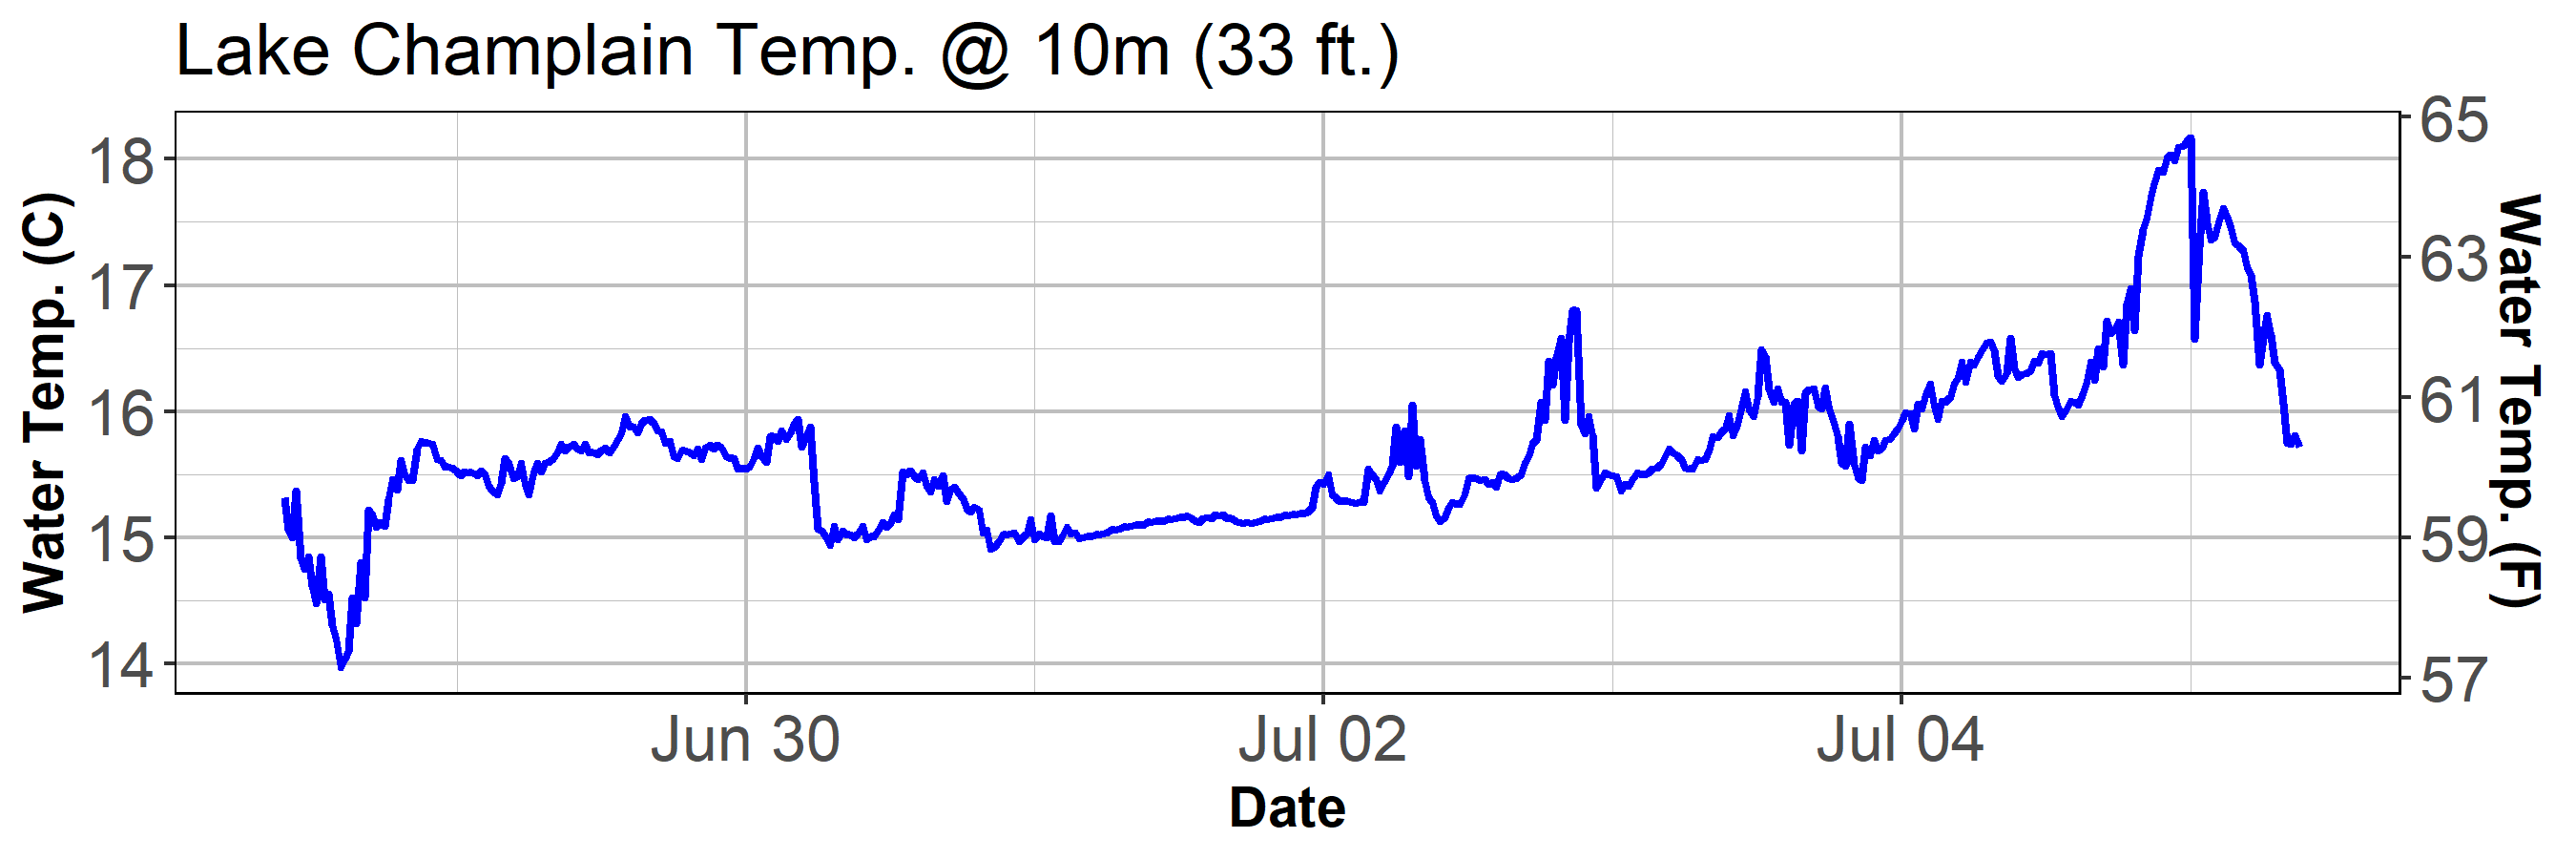 Lake Champlain Temp. @ 10m (33 ft.)
Water Temp. (C)
18
17
16
15
14
65
63
61
59
57
Water Temp. (F)
Jun 30
Jul 02
Jul 04
Date